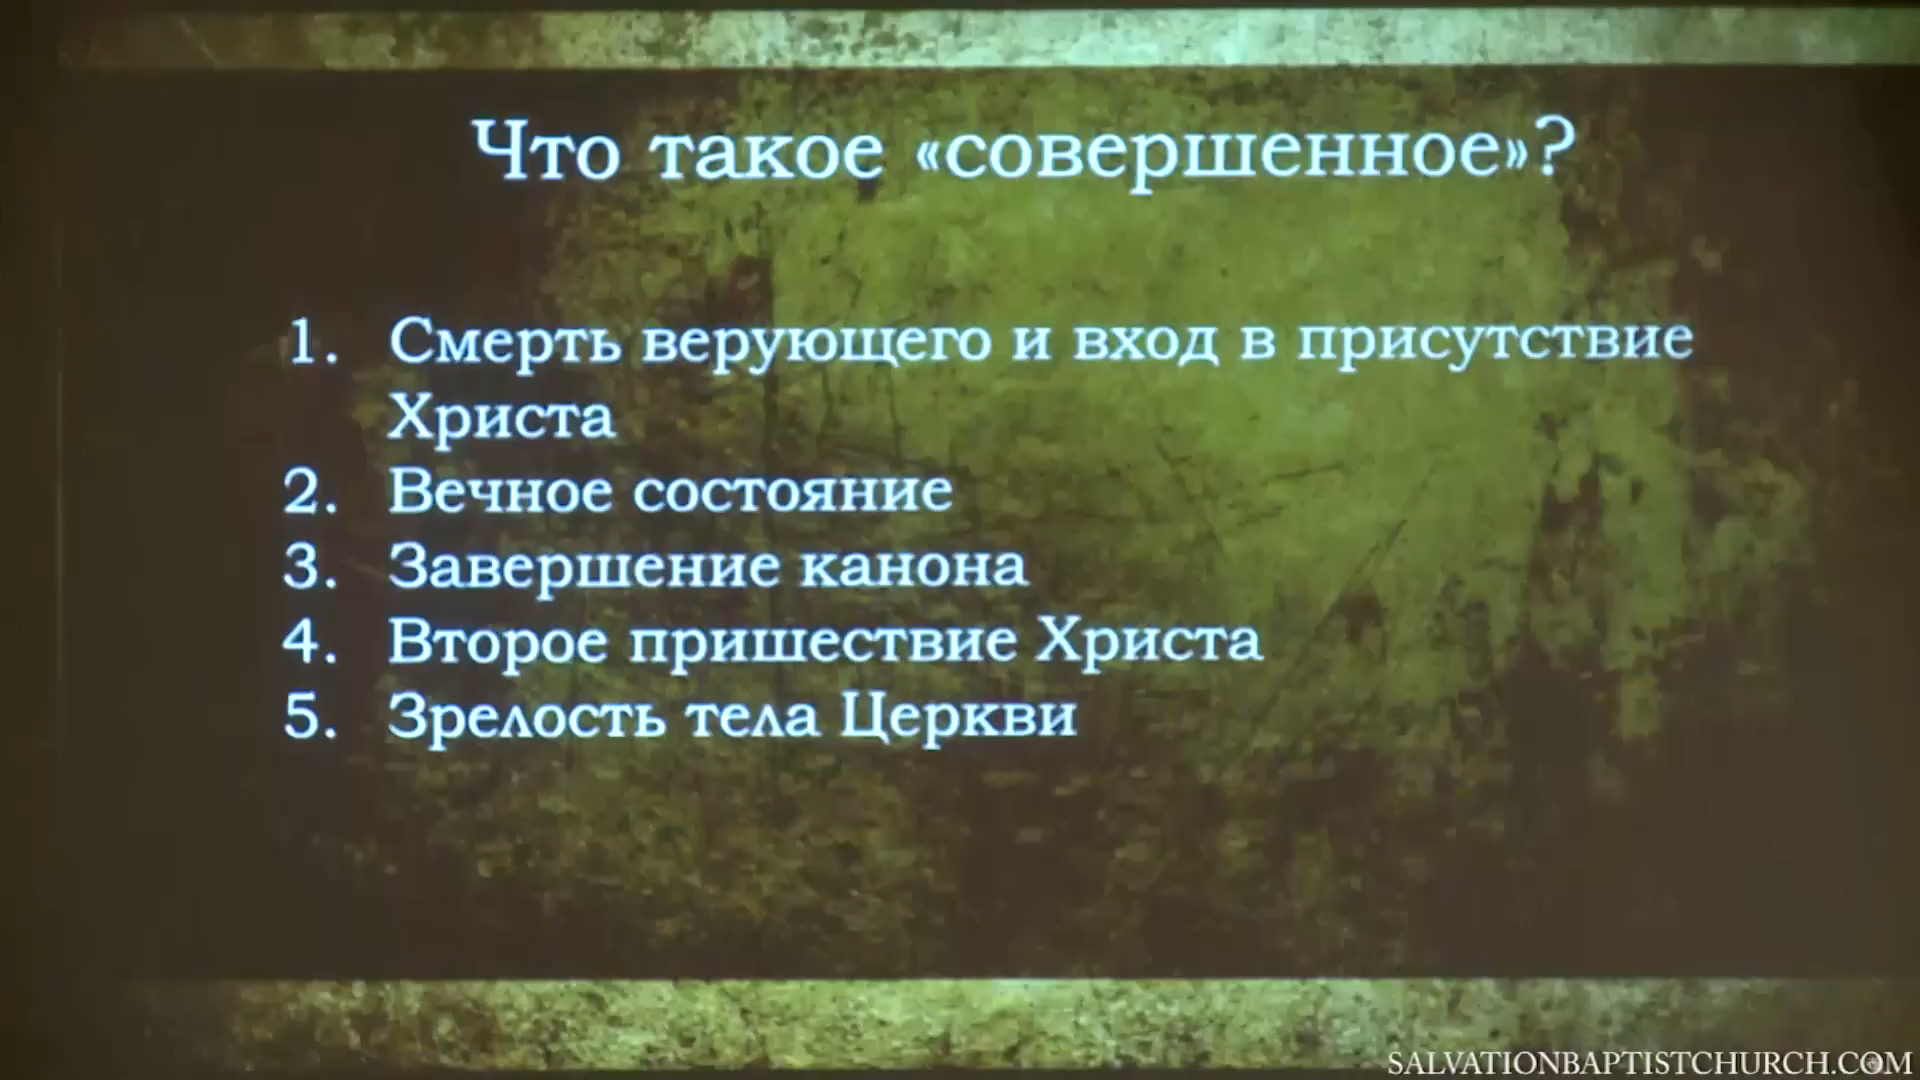 Что такое «совершенное»?
1. Смерть верующего и вход в присутствие
Христа
2. Вечное состояние
3. Завершение канона
4. Второе пришествие Христа
5. Зрелость тела Церкви
SALVATIONBAPTISTCHURCH.COM